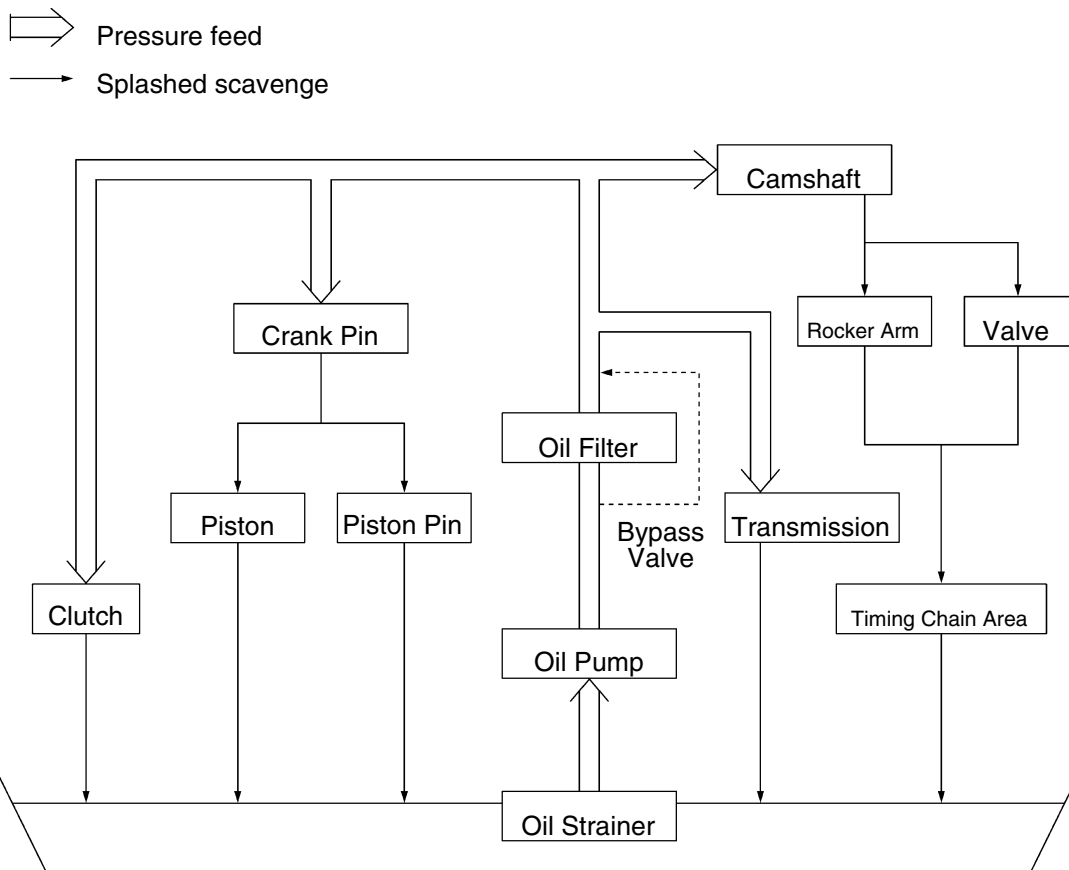 Pressure feed
Splashed scavenge
Camshaft
Crank Pin
Rocker Arm
Valve
Oil Filter
Piston
Piston Pin
Bypass
Valve
Transmission
Clutch
Timing Chain Area
Oil Pump
Oil Strainer